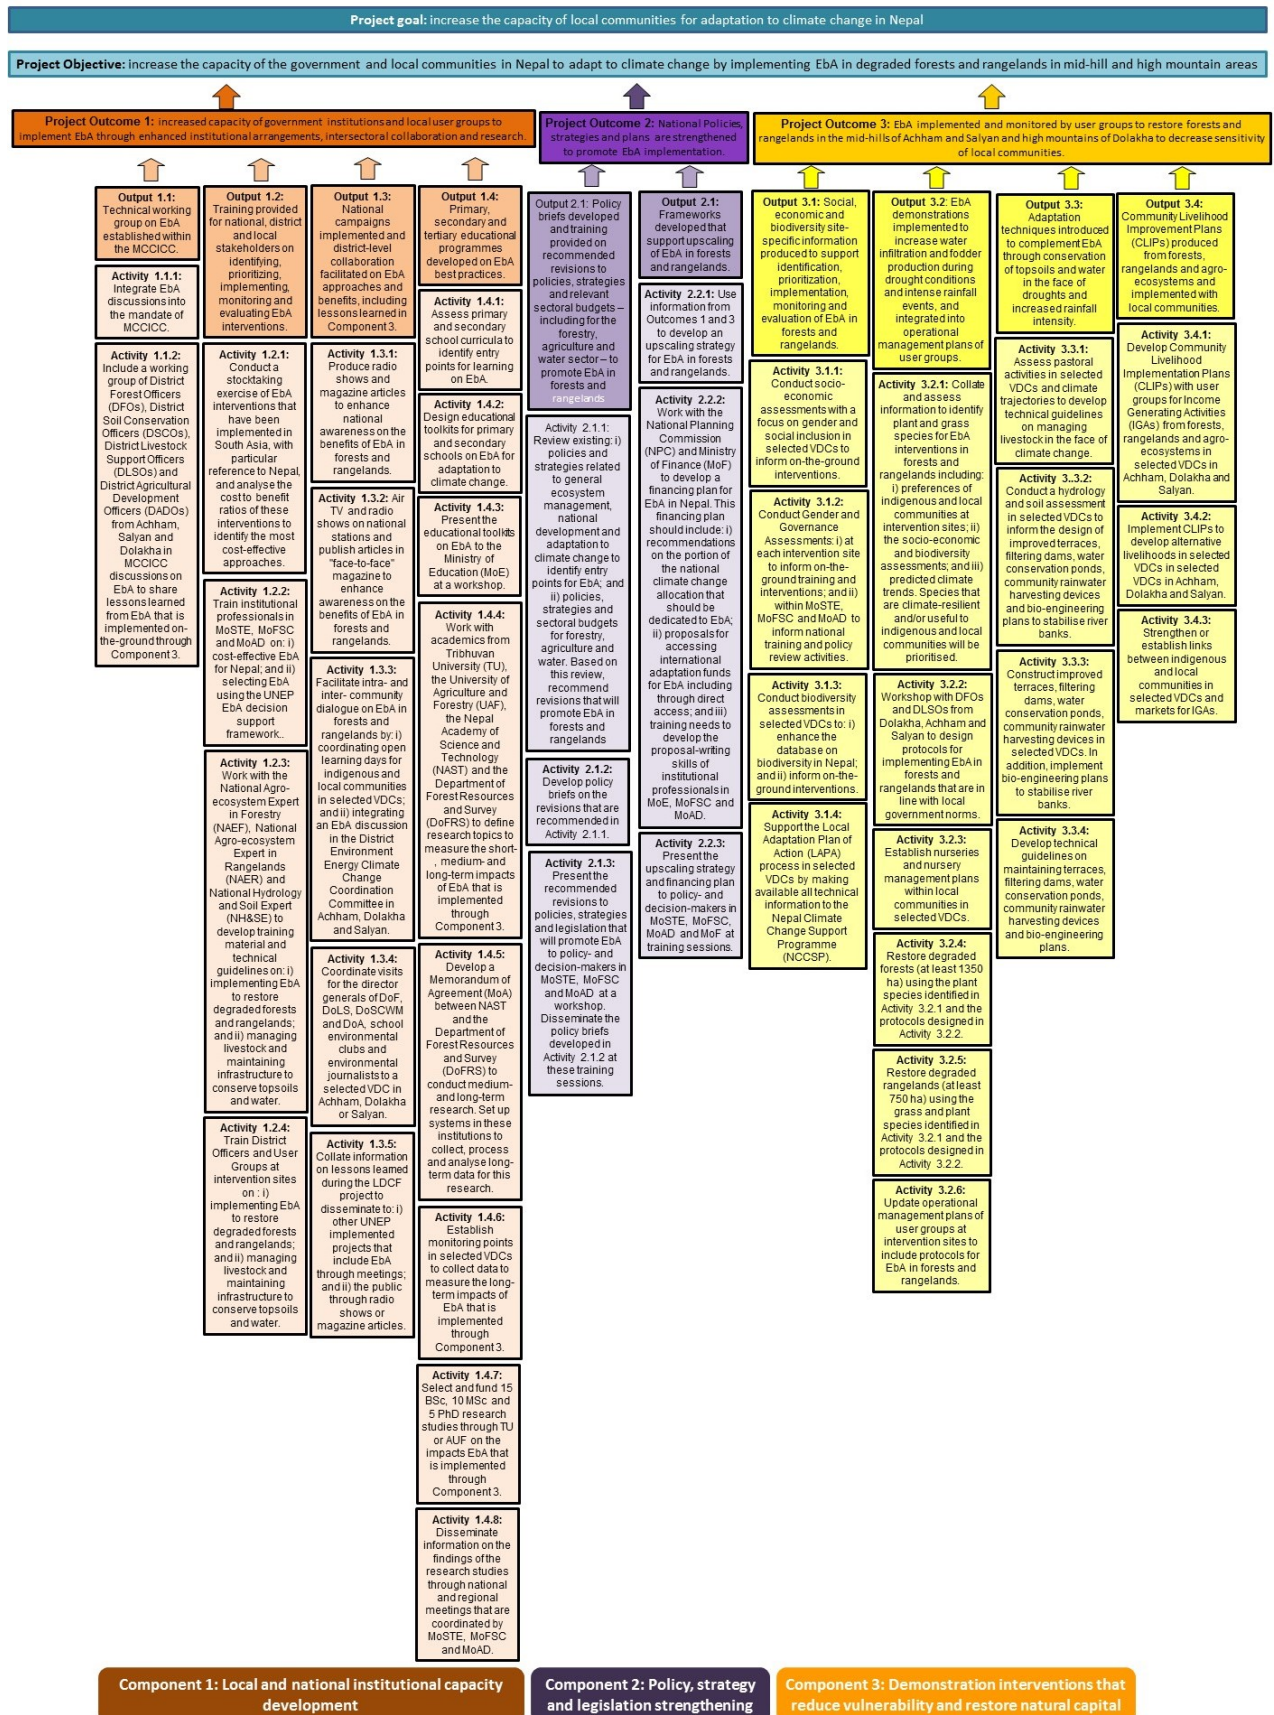 Project goal: increase the capacity of local communities for adaptation to climate change in Nepal
Project Objective: increase the capacity of the government and local communities in Nepal to adapt to climate change by implementing EbA in degraded forests and rangelands in mid-hill and high mountain areas
Project Outcome 1: increased capacity of government institutions and local user groups to
implement EbA through enhanced institutional arrangements, intersectoral collaboration and research.
Output 1.1:
Technical working
group on EbA
established within
the MCCICC.
Activity 1.1.1:
Integrate EbA
discussions into
the mandate of
MCCICC.
Activity 1.1.2:
Include a working
group of District
Forest Officers
(DFOs), District
Soil Conservation
Officers (DSCOs),
District Livestock
Support Officers
(DLSOs) and
District Agricultural
Development
Officers (DADOs)
from Achham,
Salyan and
Dolakha in
MCCICC
discussions on
EbA to share
lessons learned
from EbA that is
implemented on-
the-ground through
Component 3.
Output 1.2:
Training provided
for national, district
and local
stakeholders on
identifying,
prioritizing,
implementing,
monitoring and
evaluating EbA
interventions.
Activity 1.2.1:
Conduct a
stocktaking
exercise of EbA
interventions that
have been
implemented in
South Asia, with
particular
reference to Nepal,
and analyse the
cost to benefit
ratios of these
interventions to
identify the most
cost-effective
approaches.
Activity 1.2.2:
Train institutional
professionals in
MoSTE, MoFSC
and MoAD on: i)
cost-effective EbA
for Nepal; and ii)
selecting EbA
using the UNEP
EbA decision
support
framework..
Activity 1.2.3:
Work with the
National Agro-
ecosystem Expert
in Forestry
(NAEF), National
Agro-ecosystem
Expert in
Rangelands
(NAER) and
National Hydrology
and Soil Expert
(NH&SE) to
develop training
material and
technical
guidelines on: i)
implementing EbA
to restore
degraded forests
and rangelands;
and ii) managing
livestock and
maintaining
infrastructure to
conserve topsoils
and water.
Activity 1.2.4:
Train District
Officers and User
Groups at
intervention sites
on : i)
implementing EbA
to restore
degraded forests
and rangelands;
and ii) managing
livestock and
maintaining
infrastructure to
conserve topsoils
and water.
Output 1.3:
National
campaigns
implemented and
district-level
collaboration
facilitated on EbA
approaches and
benefits, including
lessons learned in
Component 3.
Activity 1.3.1:
Produce radio
shows and
magazine articles
to enhance
national
awareness on the
benefits of EbA in
forests and
rangelands.
Activity 1.3.2: Air
TV and radio
shows on national
stations and
publish articles in
"face-to-face"
magazine to
enhance
awareness on the
benefits of EbA in
forests and
rangelands.
Activity 1.3.3:
Facilitate intra- and
inter- community
dialogue on EbA in
forests and
rangelands by: i)
coordinating open
learning days for
indigenous and
local communities
in selected VDCs;
and ii) integrating
an EbA discussion
in the District
Environment
Energy Climate
Change
Coordination
Committee in
Achham, Dolakha
and Salyan.
Activity 1.3.4:
Coordinate visits
for the director
generals of DoF,
DoLS, DoSCWM
and DoA, school
environmental
clubs and
environmental
journalists to a
selected VDC in
Achham, Dolakha
or Salyan.
Activity 1.3.5:
Collate information
on lessons learned
during the LDCF
project to
disseminate to: i)
other UNEP
implemented
projects that
include EbA
through meetings;
and ii) the public
through radio
shows or
magazine articles.
Output 1.4:
Primary,
secondary and
tertiary educational
programmes
developed on EbA
best practices.
Activity 1.4.1:
Assess primary
and secondary
school curricula to
identify entry
points for learning
on EbA.
Activity 1.4.2:
Design educational
toolkits for primary
and secondary
schools on EbA for
adaptation to
climate change.
Activity 1.4.3:
Present the
educational toolkits
on EbA to the
Ministry of
Education (MoE)
at a workshop.
Activity 1.4.4:
Work with
academics from
Tribhuvan
University (TU),
the University of
Agriculture and
Forestry (UAF),
the Nepal
Academy of
Science and
Technology
(NAST) and the
Department of
Forest Resources
and Survey
(DoFRS) to define
research topics to
measure the short-
, medium- and
long-term impacts
of EbA that is
implemented
through
Component 3.
Activity 1.4.5:
Develop a
Memorandum of
Agreement (MoA)
between NAST
and the
Department of
Forest Resources
and Survey
(DoFRS) to
conduct medium-
and long-term
research. Set up
systems in these
institutions to
collect, process
and analyse long-
term data for this
research.
Activity 1.4.6:
Establish
monitoring points
in selected VDCs
to collect data to
measure the long-
term impacts of
EbA that is
implemented
through
Component 3.
Activity 1.4.7:
Select and fund 15
BSc, 10 MSc and
5 PhD research
studies through TU
or AUF on the
impacts EbA that
is implemented
through
Component 3.
Activity 1.4.8:
Disseminate
information on the
findings of the
research studies
through national
and regional
meetings that are
coordinated by
MoSTE, MoFSC
and MoAD.
Project Outcome 2: National Policies,
strategies and plans are strengthened
to promote EbA implementation.
Output 2.1: Policy
briefs developed
and training
provided on
recommended
revisions to
policies, strategies
and relevant
sectoral budgets –
including for the
forestry,
agriculture and
water sector – to
promote EbA in
forests and
rangelands
Activity 2.1.1:
Review existing: i)
policies and
strategies related
to general
ecosystem
management,
national
development and
adaptation to
climate change to
identify entry
points for EbA; and
ii) policies,
strategies and
sectoral budgets
for forestry,
agriculture and
water. Based on
this review,
recommend
revisions that will
promote EbA in
forests and
rangelands
Activity 2.1.2:
Develop policy
briefs on the
revisions that are
recommended in
Activity 2.1.1.
Activity 2.1.3:
Present the
recommended
revisions to
policies, strategies
and legislation that
will promote EbA
to policy- and
decision-makers in
MoSTE, MoFSC
and MoAD at a
workshop.
Disseminate the
policy briefs
developed in
Activity 2.1.2 at
these training
sessions.
Output 2.1:
Frameworks
developed that
support upscaling
of EbA in forests
and rangelands.
Activity 2.2.1: Use
information from
Outcomes 1 and 3
to develop an
upscaling strategy
for EbA in forests
and rangelands.
Activity 2.2.2:
Work with the
National Planning
Commission
(NPC) and Ministry
of Finance (MoF)
to develop a
financing plan for
EbA in Nepal. This
financing plan
should include: i)
recommendations
on the portion of
the national
climate change
allocation that
should be
dedicated to EbA;
ii) proposals for
accessing
international
adaptation funds
for EbA including
through direct
access; and iii)
training needs to
develop the
proposal-writing
skills of
institutional
professionals in
MoE, MoFSC and
MoAD.
Activity 2.2.3:
Present the
upscaling strategy
and financing plan
to policy- and
decision-makers in
MoSTE, MoFSC,
MoAD and MoF at
training sessions.
Project Outcome 3: EbA implemented and monitored by user groups to restore forests and
rangelands in the mid-hills of Achham and Salyan and high mountains of Dolakha to decrease sensitivity
of local communities.
Output 3.1: Social,
economic and
biodiversity site-
specific information
produced to support
identification,
prioritization,
implementation,
monitoring and
evaluation of EbA in
forests and
rangelands.
Activity 3.1.1:
Conduct socio-
economic
assessments with a
focus on gender and
social inclusion in
selected VDCs to
inform on-the-ground
interventions.
Activity 3.1.2:
Conduct Gender and
Governance
Assessments: i) at
each intervention site
to inform on-the-
ground training and
interventions; and ii)
within MoSTE,
MoFSC and MoAD to
inform national
training and policy
review activities.
Activity 3.1.3:
Conduct biodiversity
assessments in
selected VDCs to: i)
enhance the
database on
biodiversity in Nepal;
and ii) inform on-the-
ground interventions.
Activity 3.1.4:
Support the Local
Adaptation Plan of
Action (LAPA)
process in selected
VDCs by making
available all technical
information to the
Nepal Climate
Change Support
Programme
(NCCSP).
Output 3.2: EbA
demonstrations
implemented to
increase water
infiltration and fodder
production during
drought conditions
and intense rainfall
events, and
integrated into
operational
management plans of
user groups.
Activity 3.2.1: Collate
and assess
information to identify
plant and grass
species for EbA
interventions in
forests and
rangelands including:
i) preferences of
indigenous and local
communities at
intervention sites; ii)
the socio-economic
and biodiversity
assessments; and iii)
predicted climate
trends. Species that
are climate-resilient
and/or useful to
indigenous and local
communities will be
prioritised.
Activity 3.2.2:
Workshop with DFOs
and DLSOs from
Dolakha, Achham and
Salyan to design
protocols for
implementing EbA in
forests and
rangelands that are in
line with local
government norms.
Activity 3.2.3:
Establish nurseries
and nursery
management plans
within local
communities in
selected VDCs.
Activity 3.2.4:
Restore degraded
forests (at least 1350
ha) using the plant
species identified in
Activity 3.2.1 and the
protocols designed in
Activity 3.2.2.
Activity 3.2.5:
Restore degraded
rangelands (at least
750 ha) using the
grass and plant
species identified in
Activity 3.2.1 and the
protocols designed in
Activity 3.2.2.
Activity 3.2.6:
Update operational
management plans of
user groups at
intervention sites to
include protocols for
EbA in forests and
rangelands.
Output 3.3:
Adaptation
techniques introduced
to complement EbA
through conservation
of topsoils and water
in the face of
droughts and
increased rainfall
intensity.
Activity 3.3.1:
Assess pastoral
activities in selected
VDCs and climate
trajectories to develop
technical guidelines
on managing
livestock in the face of
climate change.
Activity 3..3.2:
Conduct a hydrology
and soil assessment
in selected VDCs to
inform the design of
improved terraces,
filtering dams, water
conservation ponds,
community rainwater
harvesting devices
and bio-engineering
plans to stabilise river
banks.
Activity 3.3.3:
Construct improved
terraces, filtering
dams, water
conservation ponds,
community rainwater
harvesting devices in
selected VDCs. In
addition, implement
bio-engineering plans
to stabilise river
banks.
Activity 3.3.4:
Develop technical
guidelines on
maintaining terraces,
filtering dams, water
conservation ponds,
community rainwater
harvesting devices
and bio-engineering
plans.
Output 3.4:
Community Livelihood
Improvement Plans
(CLIPs) produced
from forests,
rangelands and agro-
ecosystems and
implemented with
local communities.
Activity 3.4.1:
Develop Community
Livelihood
Implementation Plans
(CLIPs) with user
groups for Income
Generating Activities
(IGAs) from forests,
rangelands and agro-
ecosystems in
selected VDCs in
Achham, Dolakha and
Salyan.
Activity 3.4.2:
Implement CLIPs to
develop alternative
livelihoods in selected
VDCs in selected
VDCs in Achham,
Dolakha and Salyan.
Activity 3.4.3:
Strengthen or
establish links
between indigenous
and local
communities in
selected VDCs and
markets for IGAs.
Component 1: Local and national institutional capacity
development
Component 2: Policy, strategy
and legislation strengthening
Component 3: Demonstration interventions that
reduce vulnerability and restore natural capital